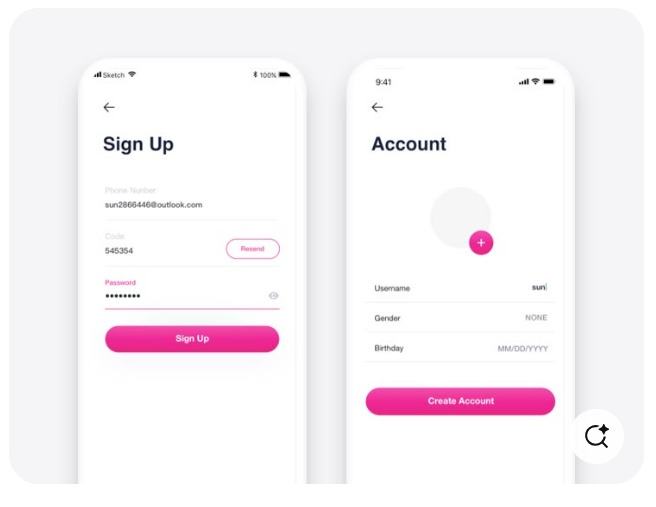 Sketch
100%
Sign Up
Phone Nunber
sun2866446@outlook.com
Code
545354
Resend
Password
Sign Up
9:41
Account
+
Username
sun
Gender
NONE
Birthday
MM/DD/YYYY
Create Account